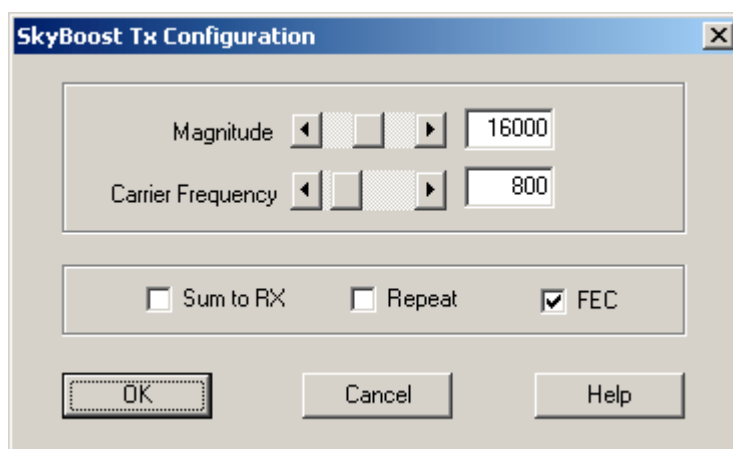 SkyBoost Tx Configuration
Magnitude 16000
Carrier Frequency 800
Sum to RX Repeat FEC
OK Cancel Help